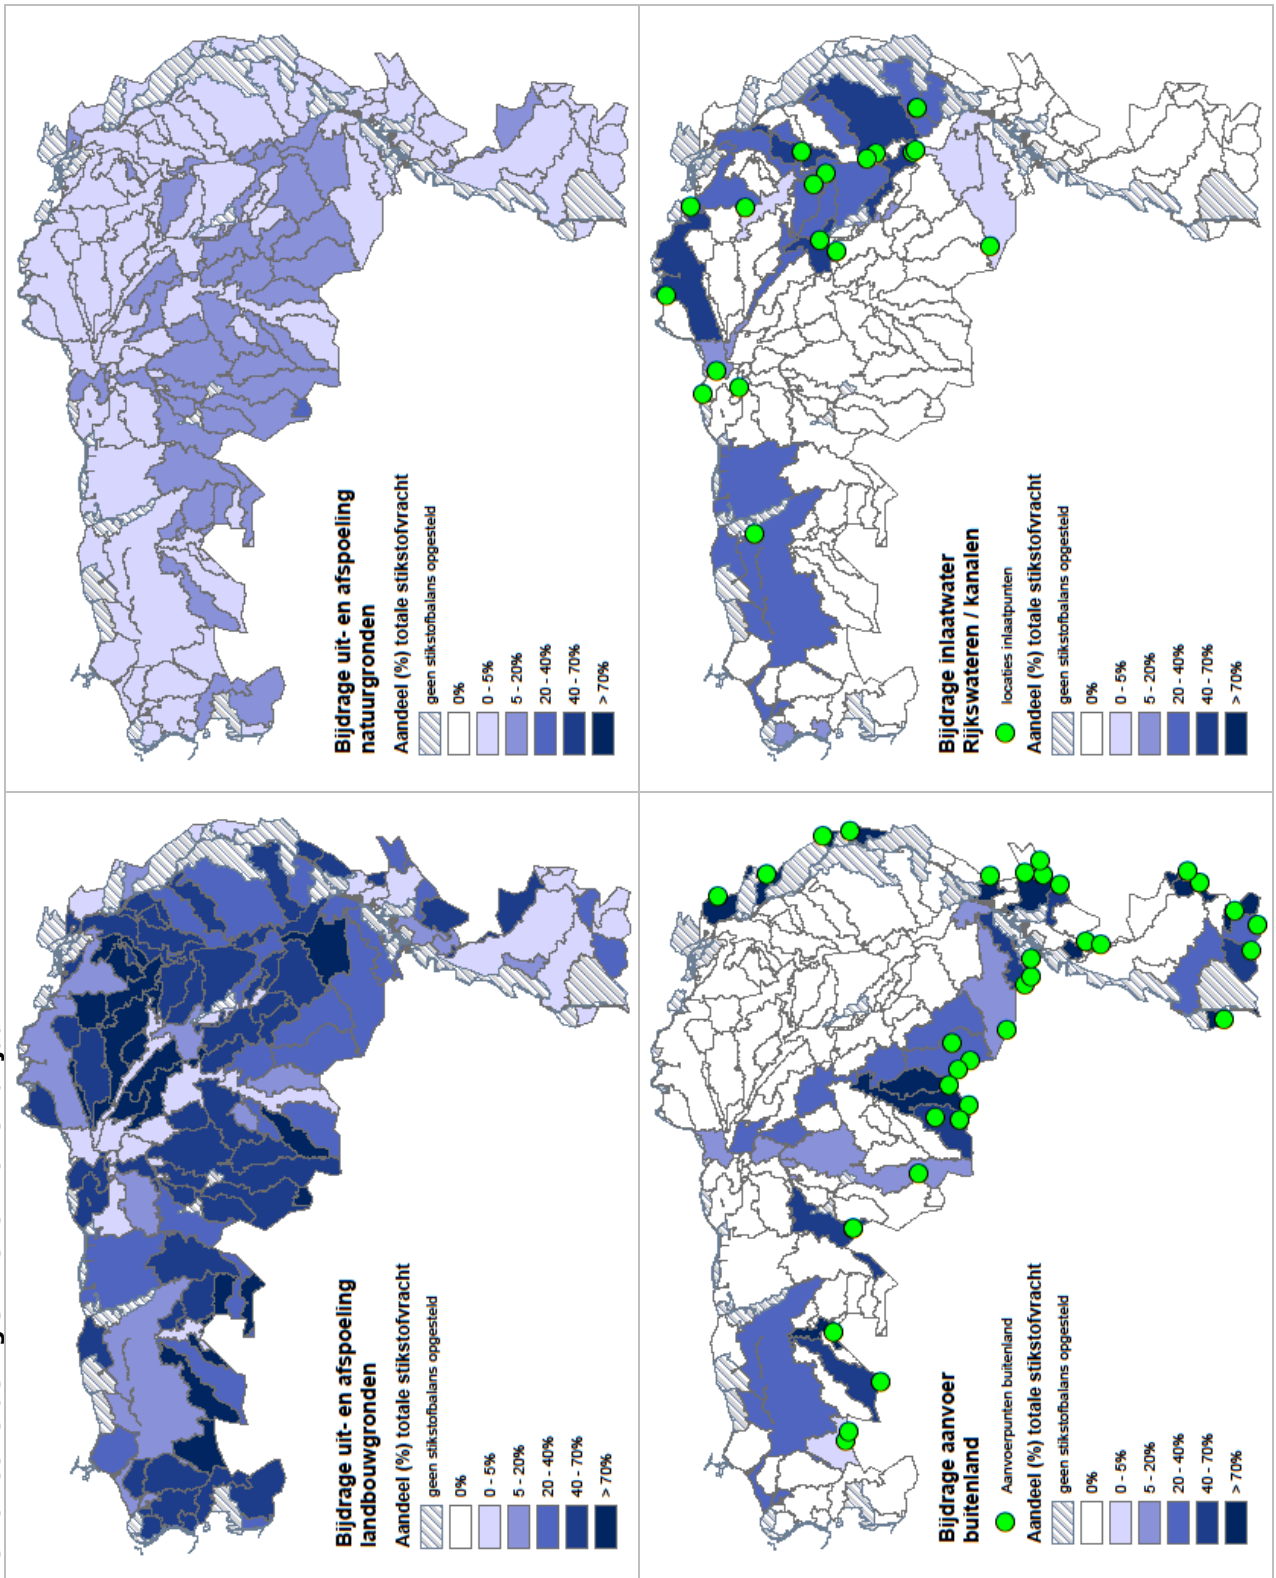 Bijdrage uit- en afspoeling
landbouwgronden
Aandeel (%) totale stikstofvracht
geen stikstofbalans opgesteld
0%
0 - 5%
5 - 20%
20 - 40%
40 - 70%
> 70%
Bijdrage uit- en afspoeling
natuurgronden
Aandeel (%) totale stikstofvracht
geen stikstofbalans opgesteld
0%
0 - 5%
5 - 20%
20 - 40%
40 - 70%
> 70%
Bijdrage aanvoer
buitenland
Aanvoerpunten buitenland
Aandeel (%) totale stikstofvracht
geen stikstofbalans opgesteld
0%
0 - 5%
5 - 20%
20 - 40%
40 - 70%
> 70%
Bijdrage inlaatwater
Rijkswateren / kanalen
locaties inlaatpunten
Aandeel (%) totale stikstofvracht
geen stikstofbalans opgesteld
0%
0 - 5%
5 - 20%
20 - 40%
40 - 70%
> 70%